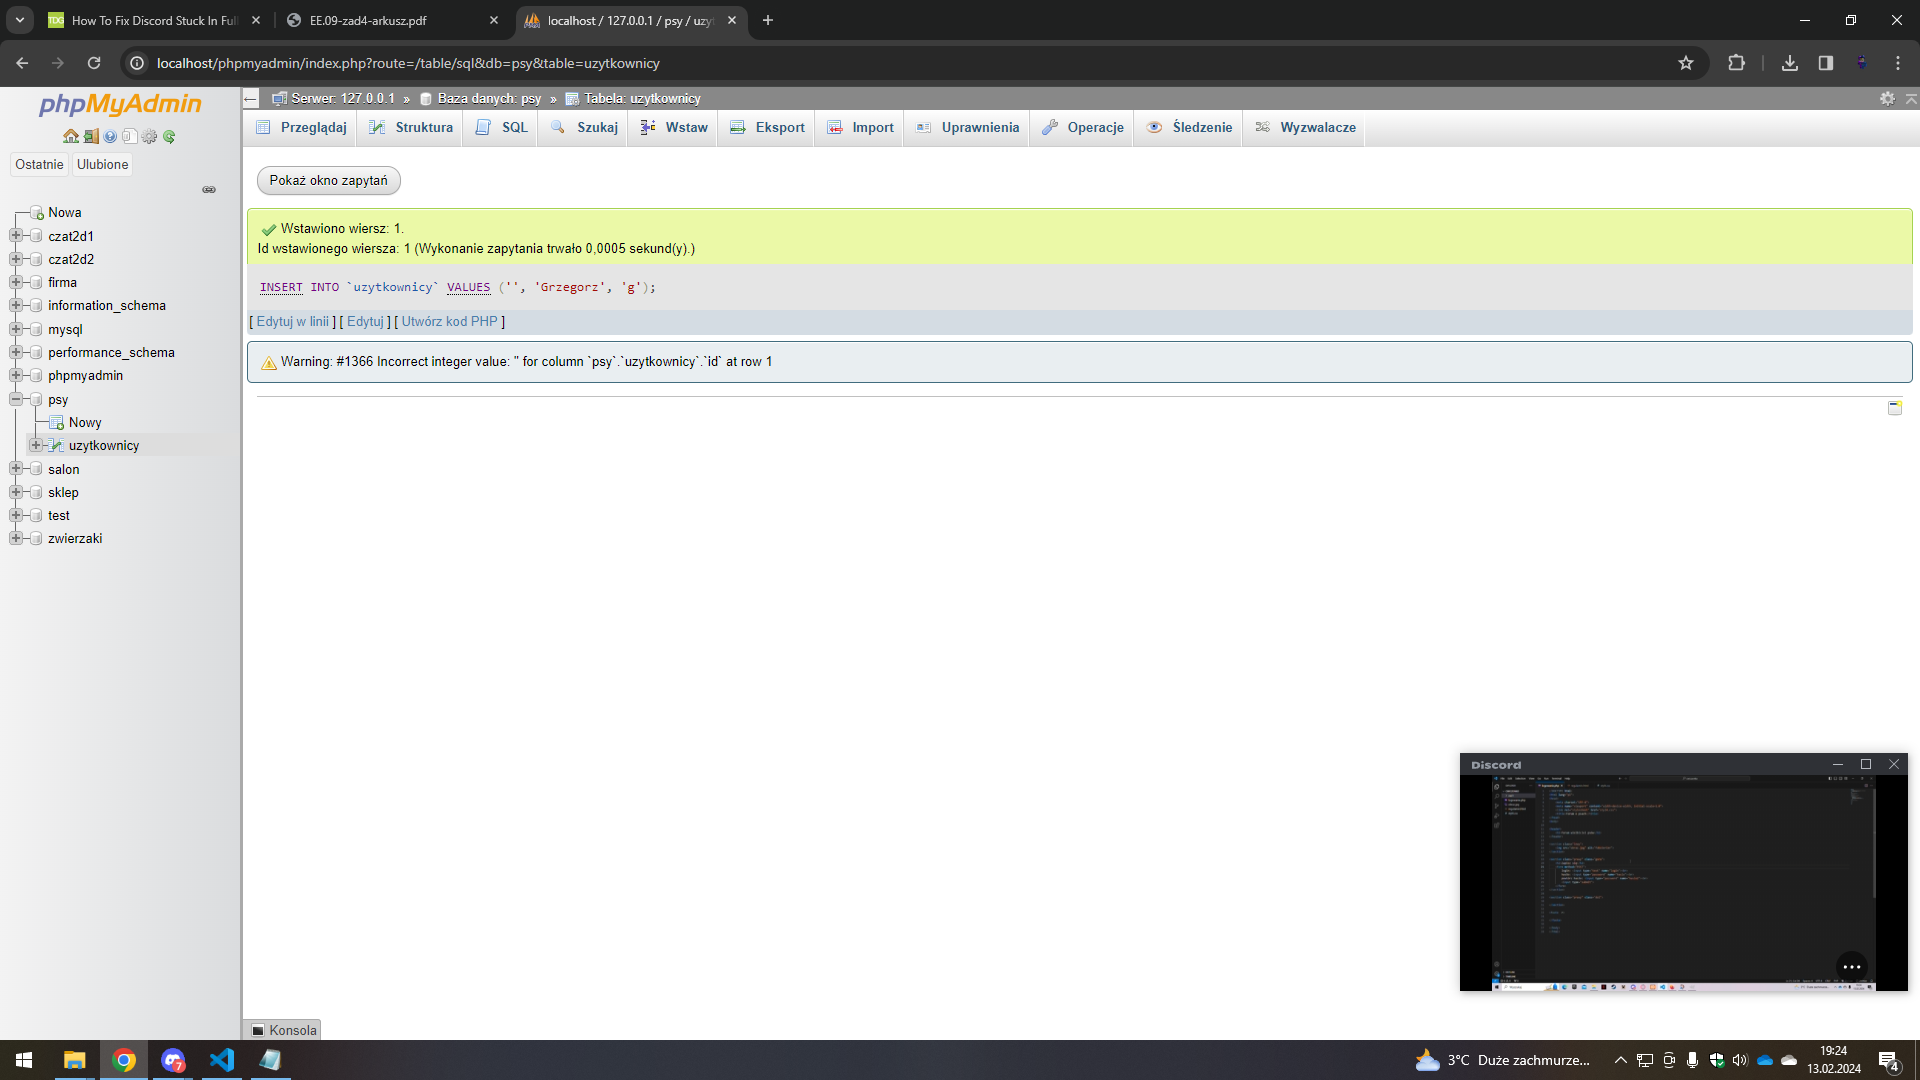 How To Fix Discord Stuck In Full
EE.09-zad4-arkusz.pdf
localhost / 127.0.0.1 / psy / uzyt
localhost/phpmyadmin/index.php?route=/table/sql&db=psy&table=uzytkownicy
phpMyAdmin
Ostatnie
Ulubione
Nowa
czat2d1
czat2d2
firma
information_schema
mysql
performance_schema
phpmyadmin
psy
Nowy
uzytkownicy
salon
sklep
test
zwierzaki
Serwer: 127.0.0.1 » Baza danych: psy » Tabela: uzytkownicy
Przeglądaj
Struktura
SQL
Szukaj
Wstaw
Eksport
Import
Uprawnienia
Operacje
Śledzenie
Wyzwalacze
Pokaż okno zapytań
Wstawiono wiersz: 1.
Id wstawionego wiersza: 1 (Wykonanie zapytania trwało 0,0005 sekund(y).)
INSERT INTO `uzytkownicy` VALUES ('', 'Grzegorz', 'g');
[ Edytuj w linii ] [ Edytuj ] [ Utwórz kod PHP ]
Warning: #1366 Incorrect integer value: '' for column `psy`.`uzytkownicy`.`id` at row 1
Discord
Konsola
7
3°C Duże zachmurze...
19:24
13.02.2024
4